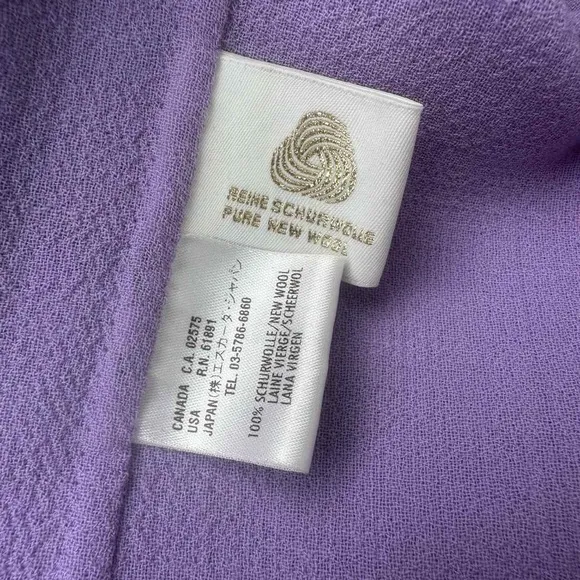 REINE SCHURWOLLE
PURE NEW WOOL
CANADA C.A. 02575
USA R.N. 61891
JAPAN(株)エスカータ・ジャパン
TEL. 03-5786-6860
100% SCHURWOLLE/NEW WOOL
LAINE VIERGE/SCHEERWOL
LANA VIRGEN